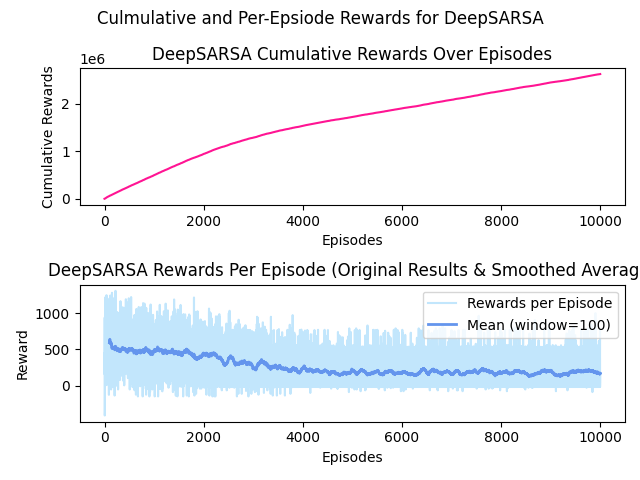 Culmulative and Per-Epsiode Rewards for DeepSARSA
DeepSARSA Cumulative Rewards Over Episodes
1e6
Cumulative Rewards
2
1
0
0 2000 4000 6000 8000 10000
Episodes
DeepSARSA Rewards Per Episode (Original Results & Smoothed Averag
Rewards per Episode
Mean (window=100)
Reward
1000
500
0
0 2000 4000 6000 8000 10000
Episodes